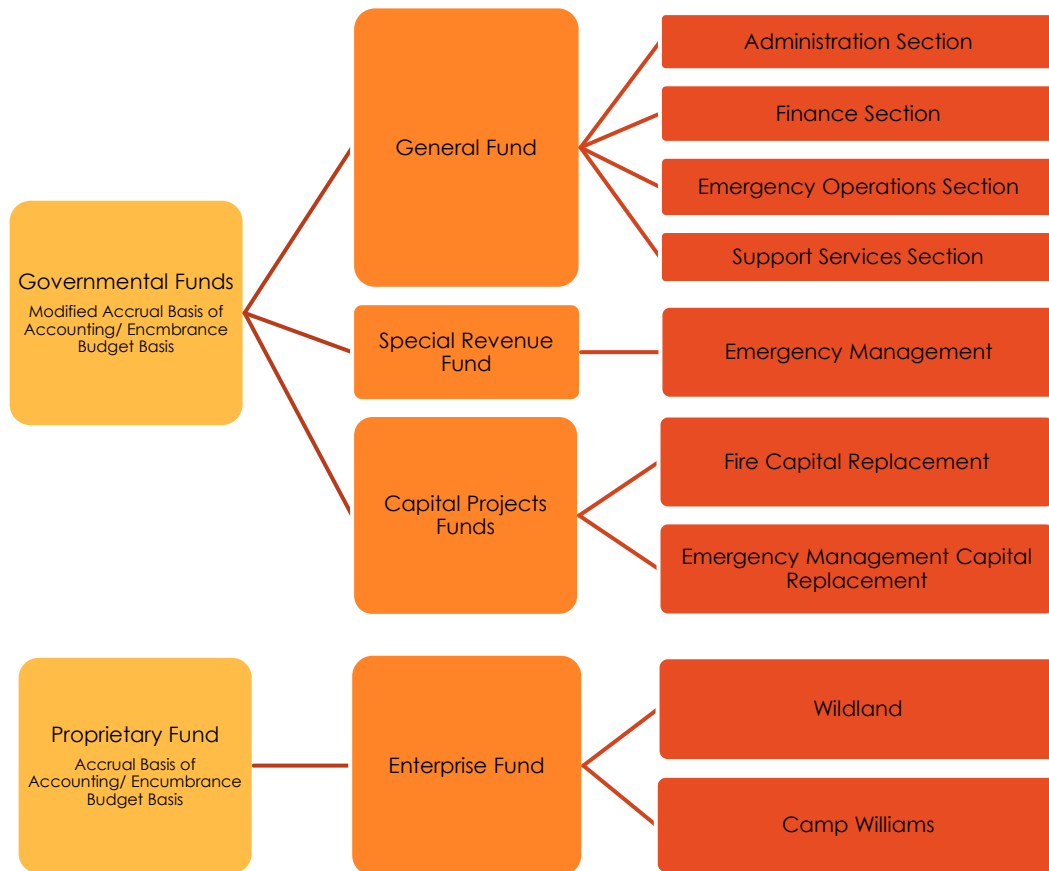 Governmental Funds
Modified Accrual Basis of
Accounting/ Encmbrance
Budget Basis
General Fund
Administration Section
Finance Section
Emergency Operations Section
Support Services Section
Special Revenue
Fund
Emergency Management
Capital Projects
Funds
Fire Capital Replacement
Emergency Management Capital
Replacement
Proprietary Fund
Accrual Basis of
Accounting/ Encumbrance
Budget Basis
Enterprise Fund
Wildland
Camp Williams